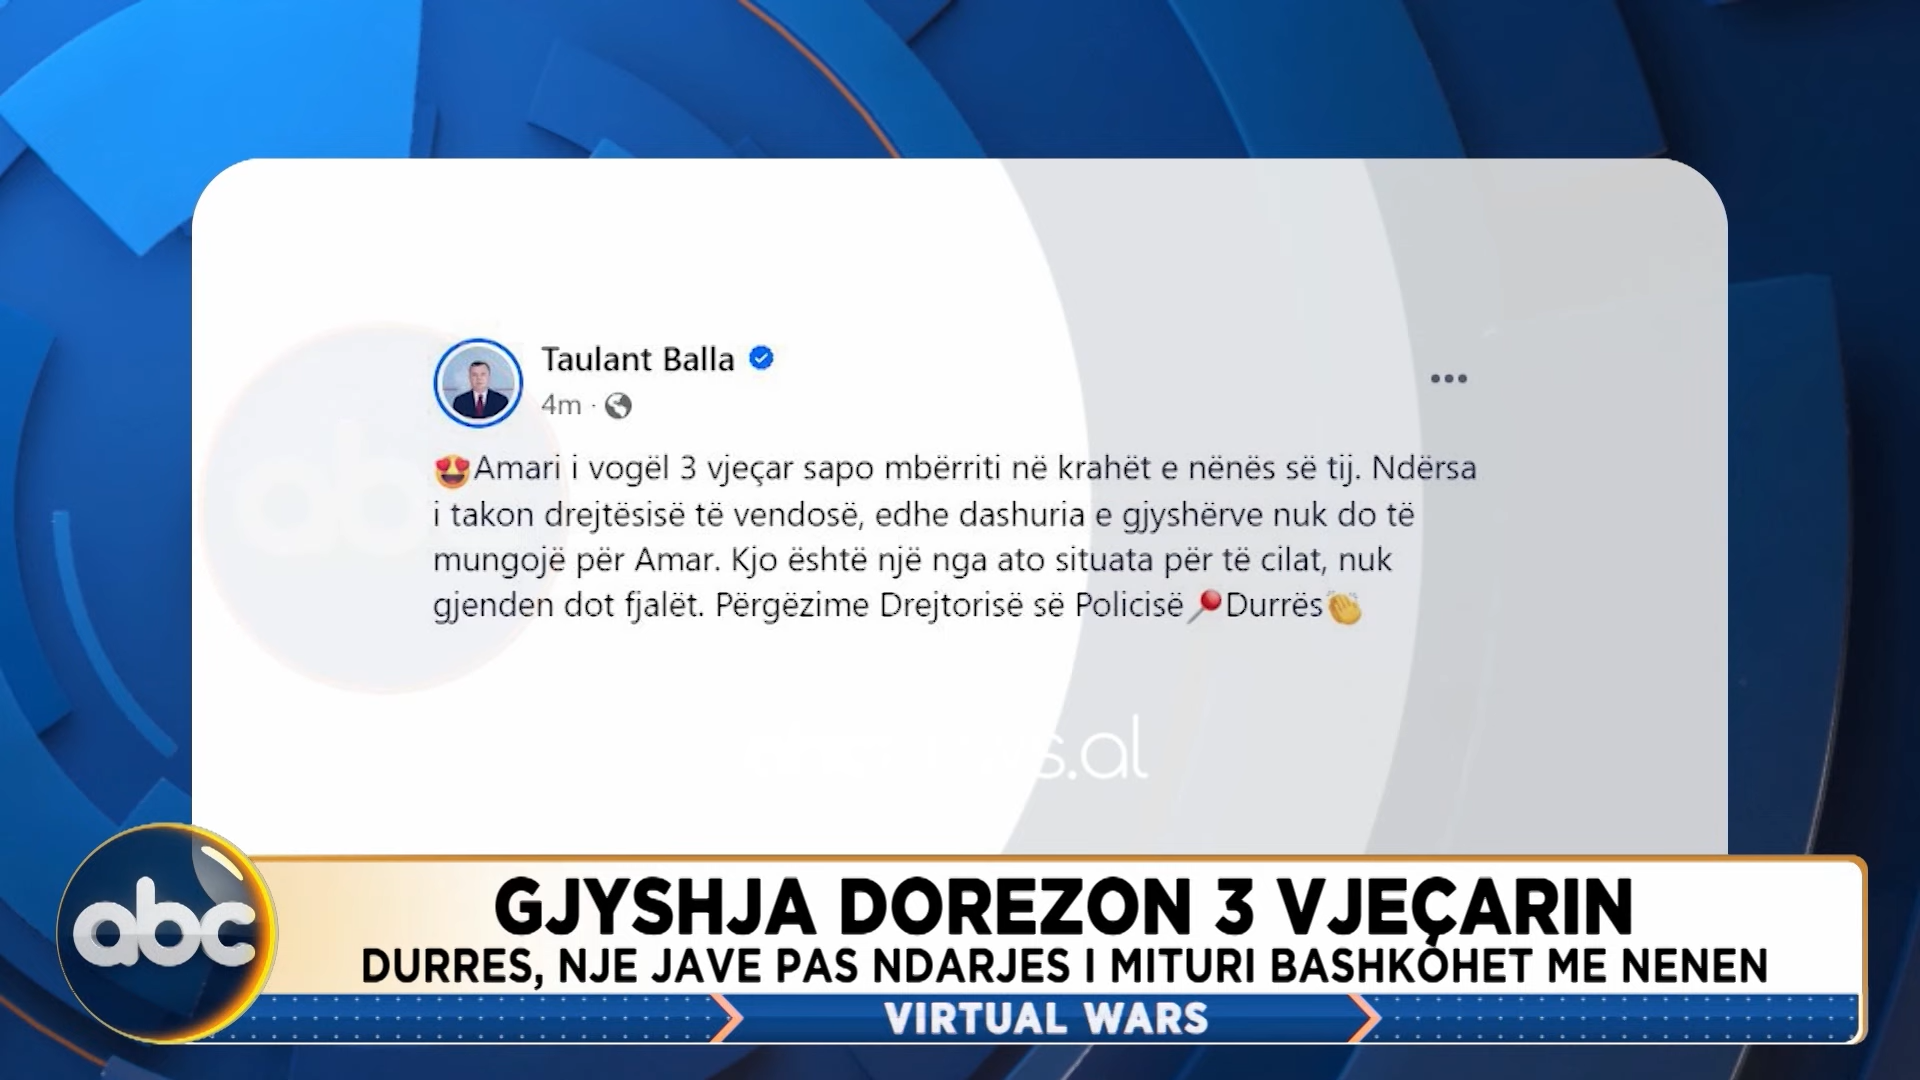 Taulant Balla
4m ·
😍Amari i vogël 3 vjeçar sapo mbërriti në krahët e nënës së tij. Ndërsa
i takon drejtësisë të vendosë, edhe dashuria e gjyshërve nuk do të
mungojë për Amar. Kjo është një nga ato situata për të cilat, nuk
gjenden dot fjalët. Përgëzime Drejtorisë së Policisë📍Durrës👏
abc
GJYSHJA DOREZON 3 VJEÇARIN
DURRES, NJE JAVE PAS NDARJES I MITURI BASHKOHET ME NENEN
VIRTUAL WARS